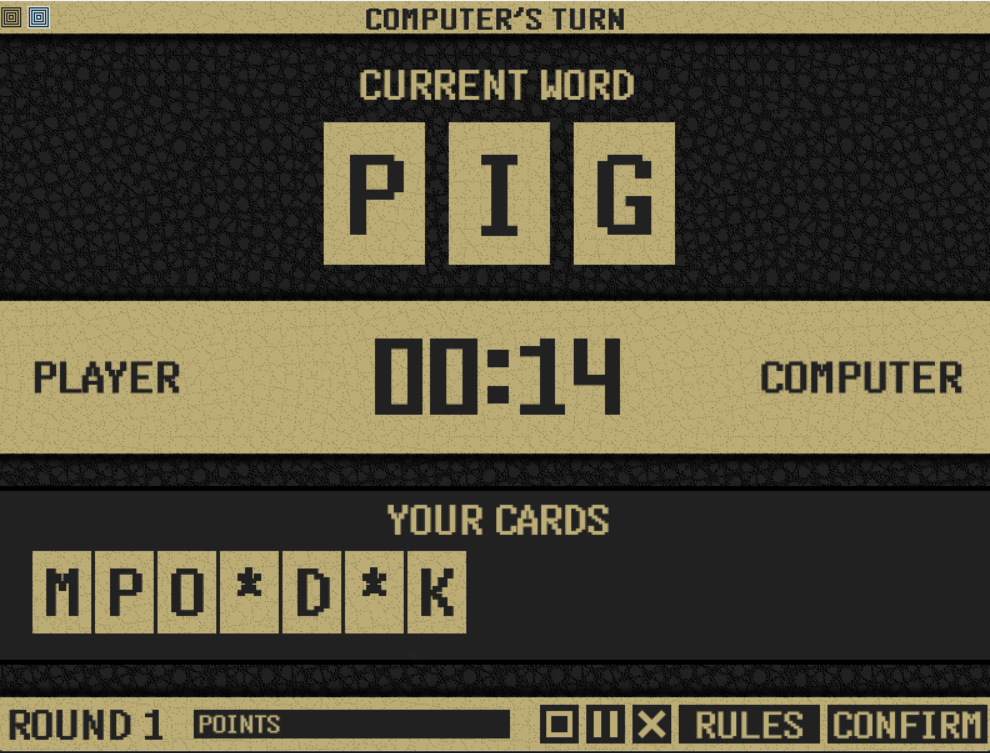 COMPUTER'S TURN
CURRENT WORD
P I G
PLAYER 00:14 COMPUTER
YOUR CARDS
M P O * D * K
ROUND 1 POINTS RULES CONFIRM